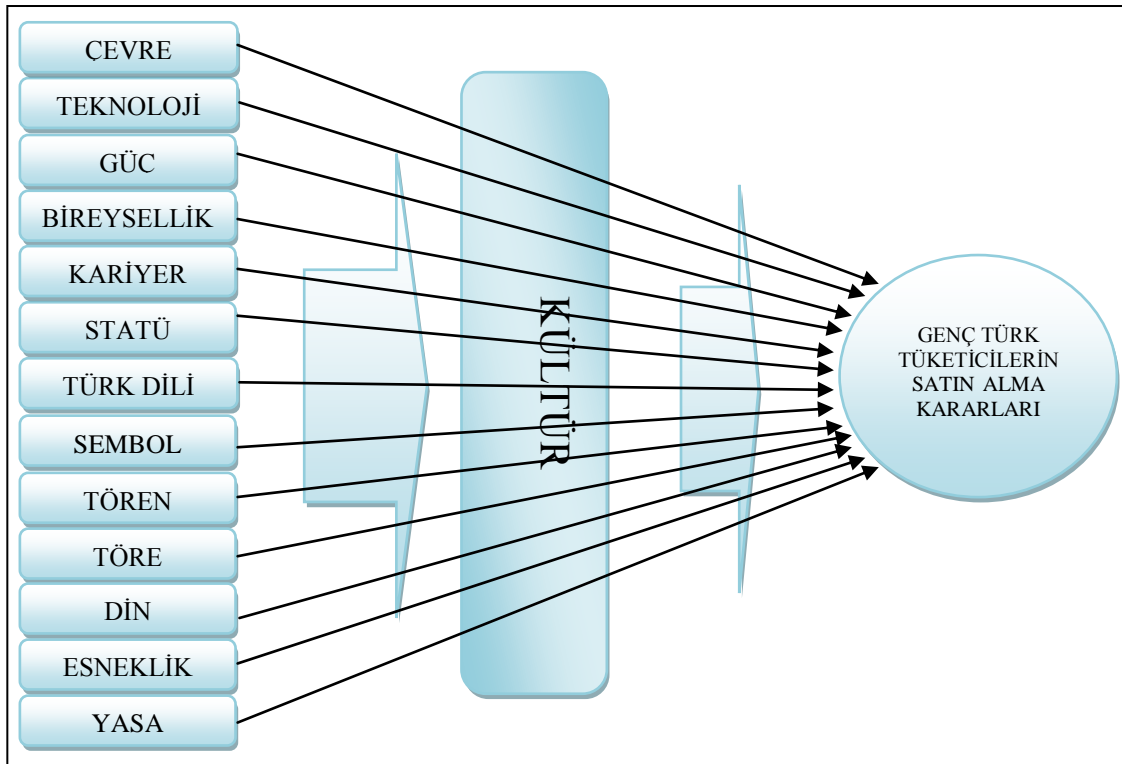 ÇEVRE
TEKNOLOJİ
GÜC
BİREYSELLİK
KARİYER
STATÜ
TÜRK DİLİ
SEMBOL
TÖREN
TÖRE
DİN
ESNEKLİK
YASA
KÜLTÜR
GENÇ TÜRK
TÜKETİCİLERİN
SATIN ALMA
KARARLARI